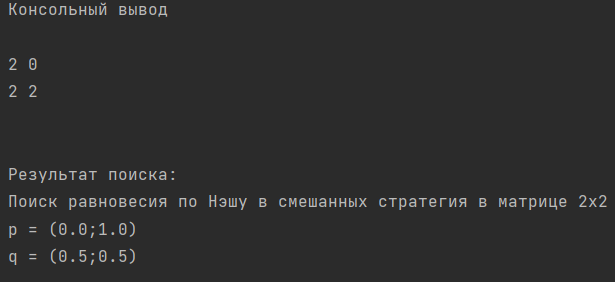 Консольный вывод
2 0
2 2
Результат поиска:
Поиск равновесия по Нэшу в смешанных стратегия в матрице 2x2
p = (0.0;1.0)
q = (0.5;0.5)